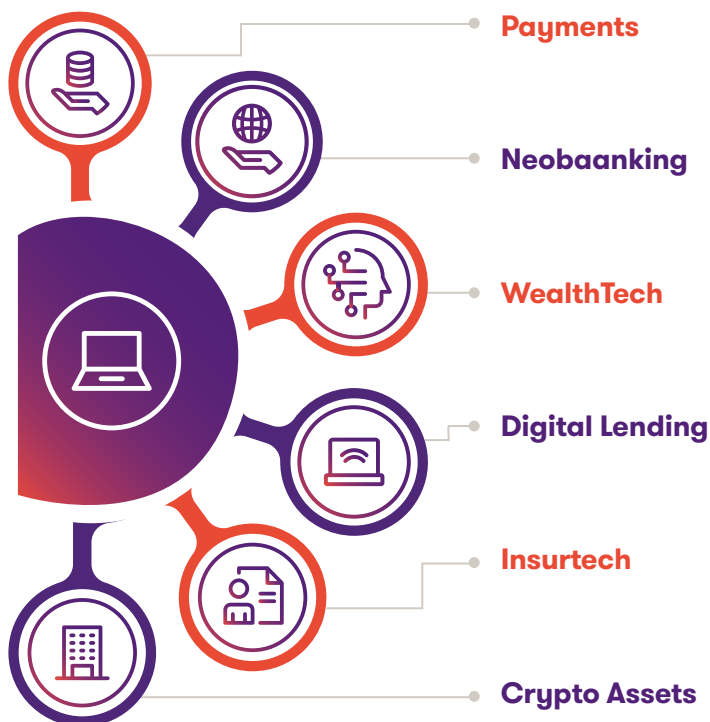 Payments
Neobaanking
WealthTech
Digital Lending
Insurtech
Crypto Assets